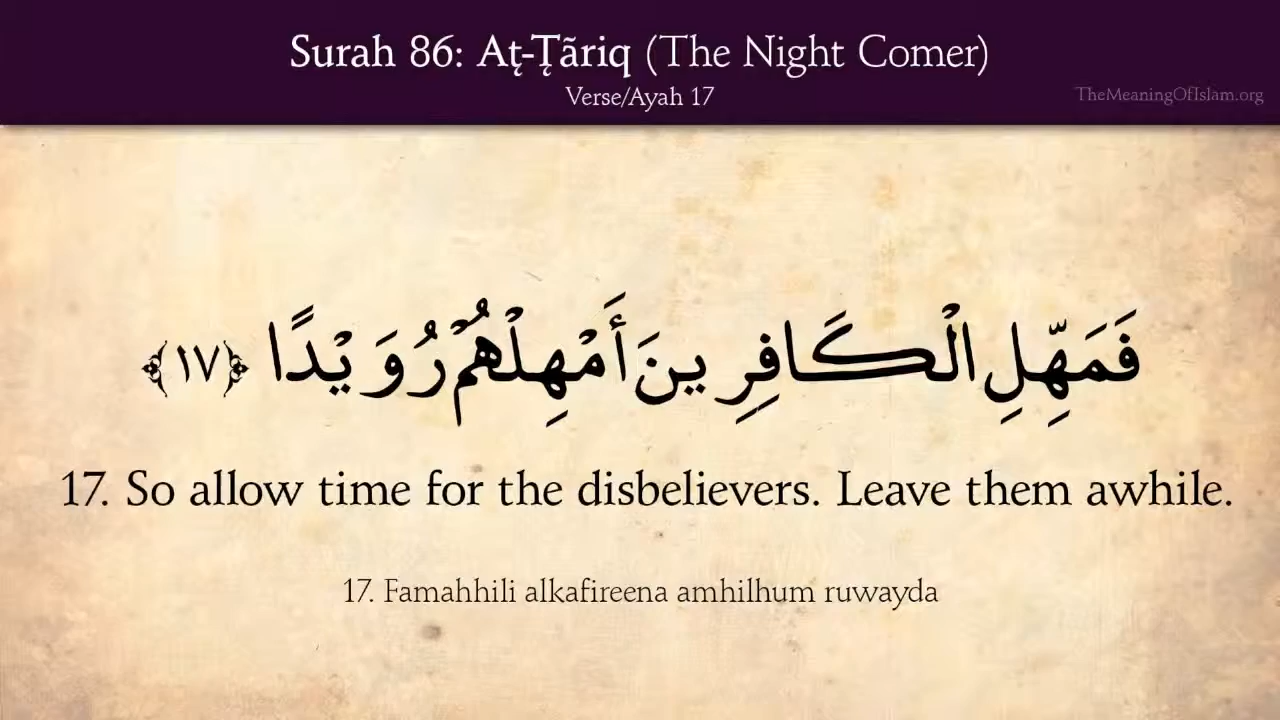 Surah 86: Aṭ-Ṭãriq (The Night Comer)
Verse/Ayah 17
TheMeaningOfIslam.org
فَمَهِّلِ الْكَافِرِينَ أَمْهِلْهُمْ رُوَيْدًا ﴿١٧﴾
17. So allow time for the disbelievers. Leave them awhile.
17. Famahhili alkafireena amhilhum ruwayda